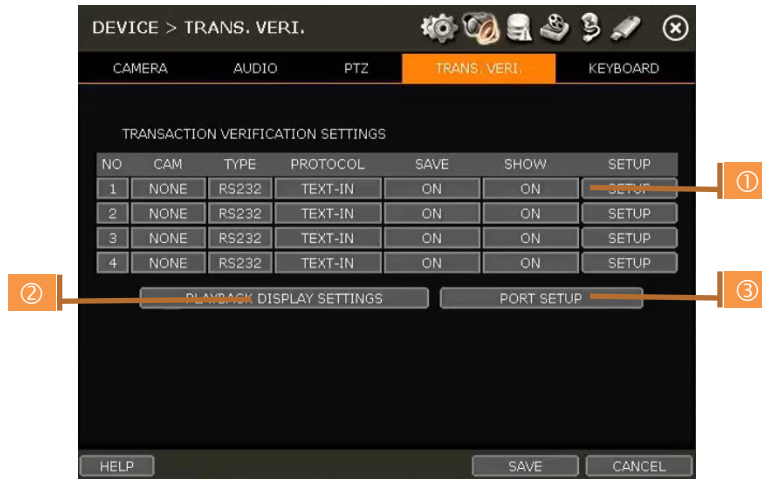 DEVICE > TRANS. VERI.
CAMERA AUDIO PTZ TRANS. VERI. KEYBOARD
TRANSACTION VERIFICATION SETTINGS
NO CAM TYPE PROTOCOL SAVE SHOW SETUP
1 NONE RS232 TEXT-IN ON ON SETUP ①
2 NONE RS232 TEXT-IN ON ON SETUP
3 NONE RS232 TEXT-IN ON ON SETUP
4 NONE RS232 TEXT-IN ON ON SETUP
② PLAYBACK DISPLAY SETTINGS PORT SETUP ③
HELP SAVE CANCEL